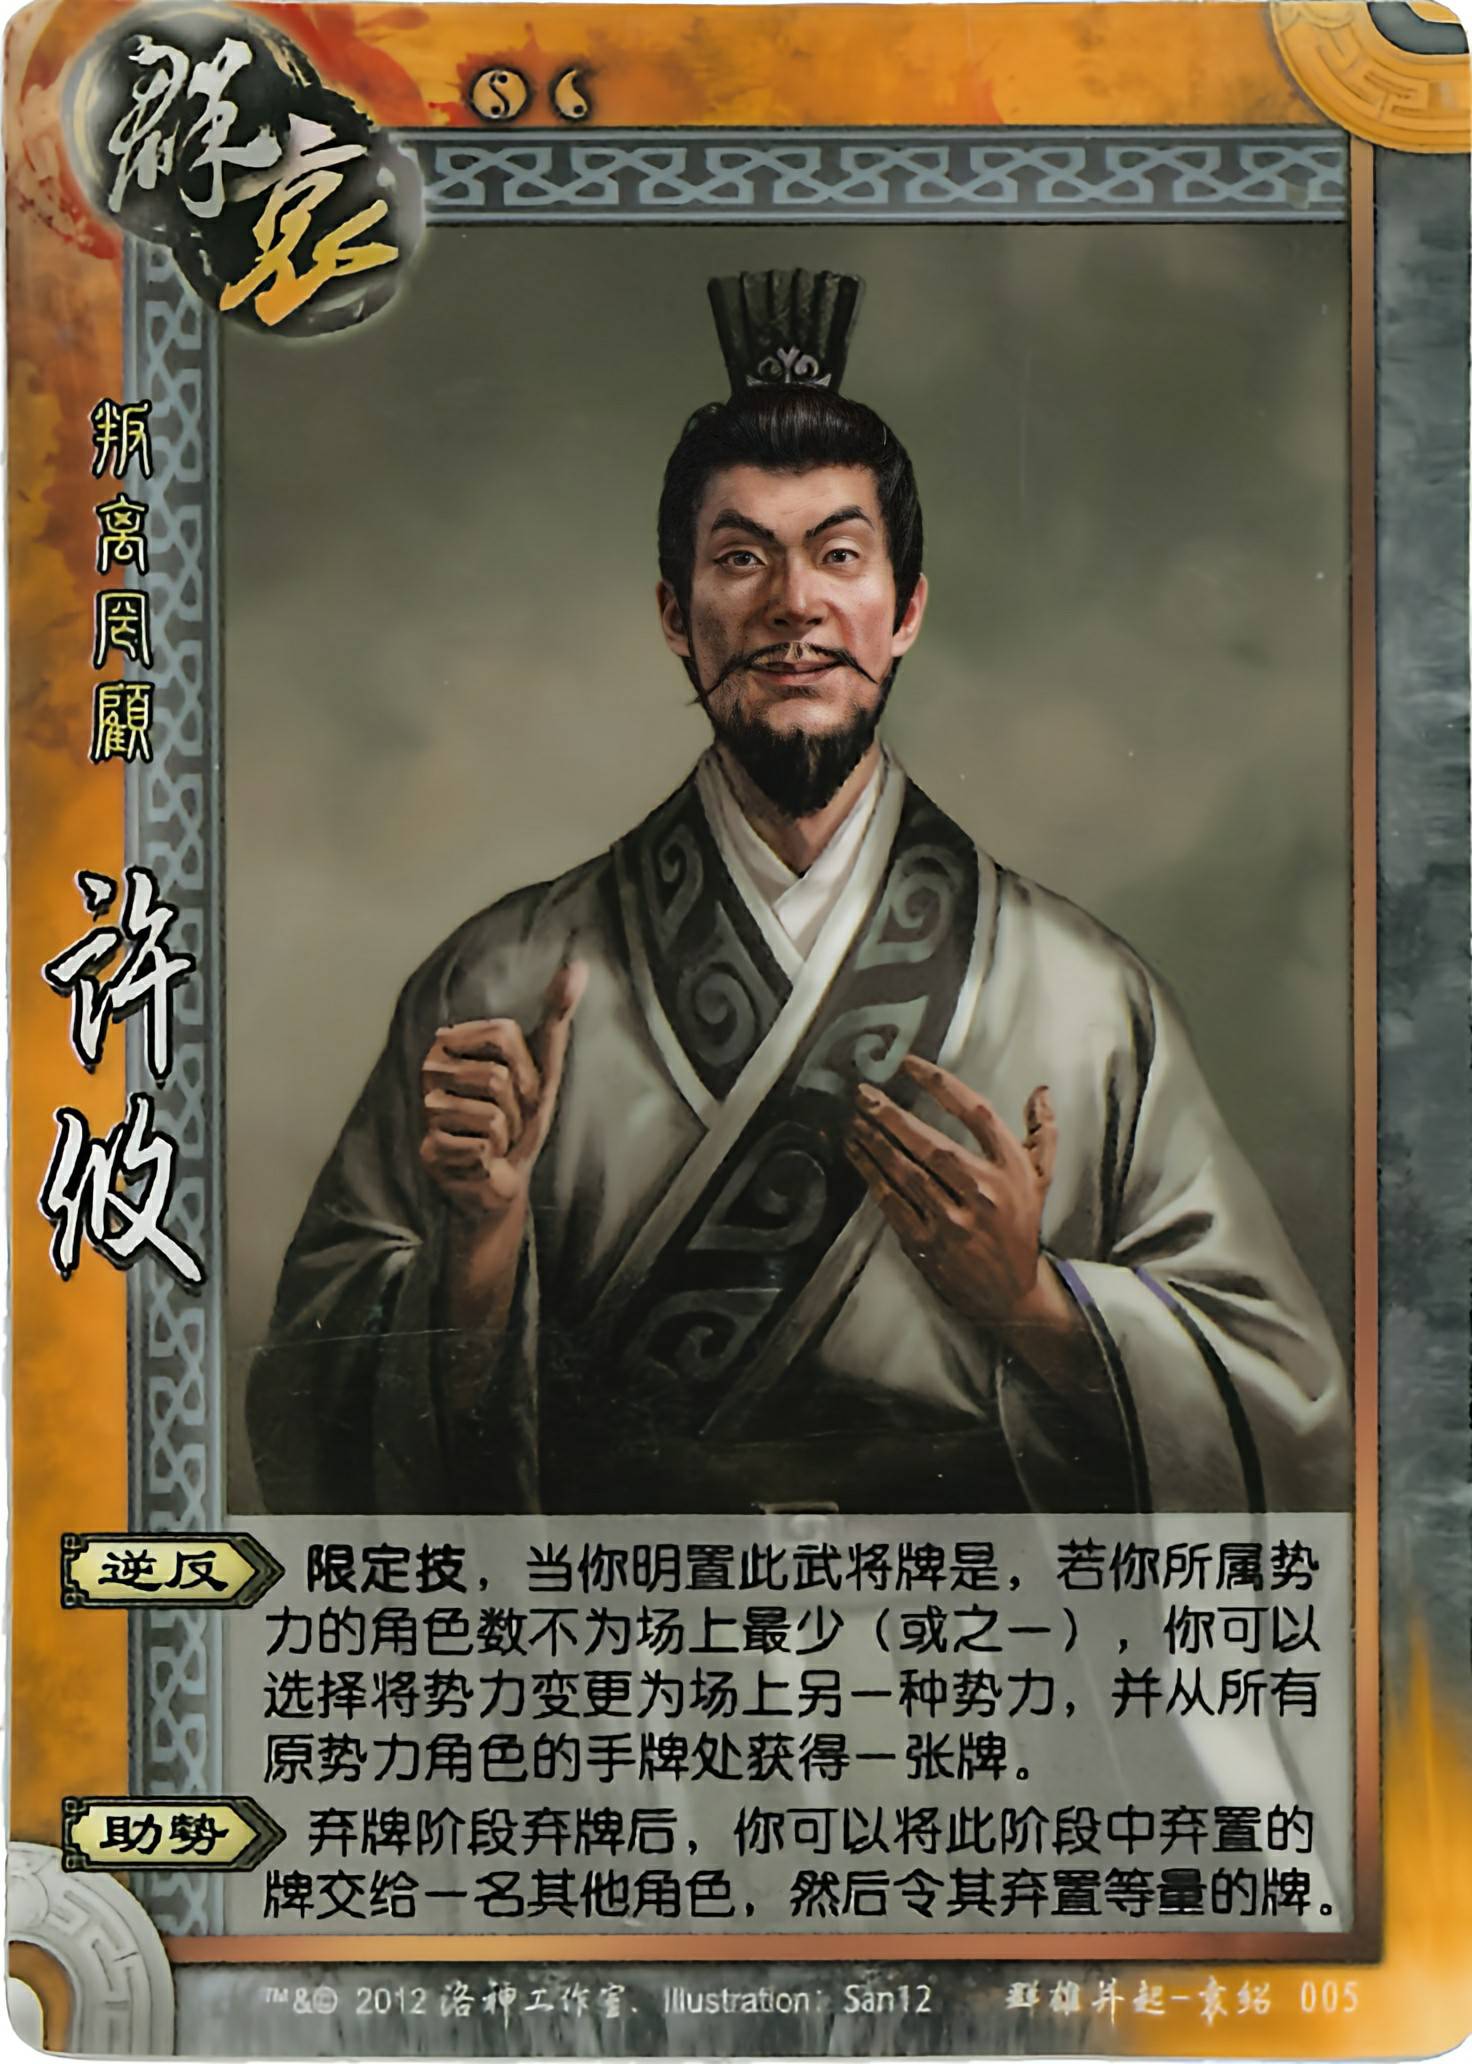 群
袁
叛离罔顧
许攸
逆反 限定技，当你明置此武将牌是，若你所属势
力的角色数不为场上最少（或之一），你可以
选择将势力变更为场上另一种势力，并从所有
原势力角色的手牌处获得一张牌。
助勢 弃牌阶段弃牌后，你可以将此阶段中弃置的
牌交给一名其他角色，然后令其弃置等量的牌。
™&© 2012 洛神工作室. Illustration: San12 群雄并起-袁绍 005